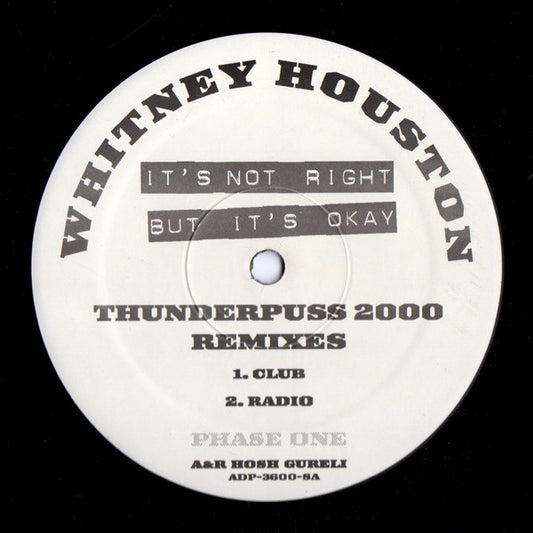 WHITNEY HOUSTON
IT'S NOT RIGHT
BUT IT'S OKAY
THUNDERPUSS 2000
REMIXES
1. CLUB
2. RADIO
PHASE ONE
A&R HOSH GURELI
ADP-3600-SA